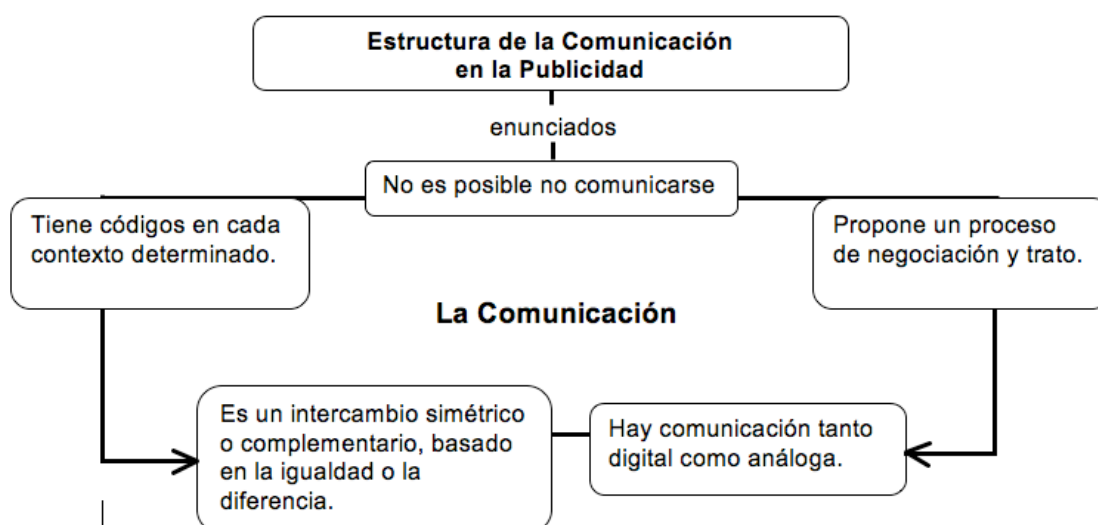 Estructura de la Comunicación
en la Publicidad
enunciados
No es posible no comunicarse
Tiene códigos en cada
contexto determinado.
Propone un proceso
de negociación y trato.
La Comunicación
Es un intercambio simétrico
o complementario, basado
en la igualdad o la
diferencia.
Hay comunicación tanto
digital como análoga.